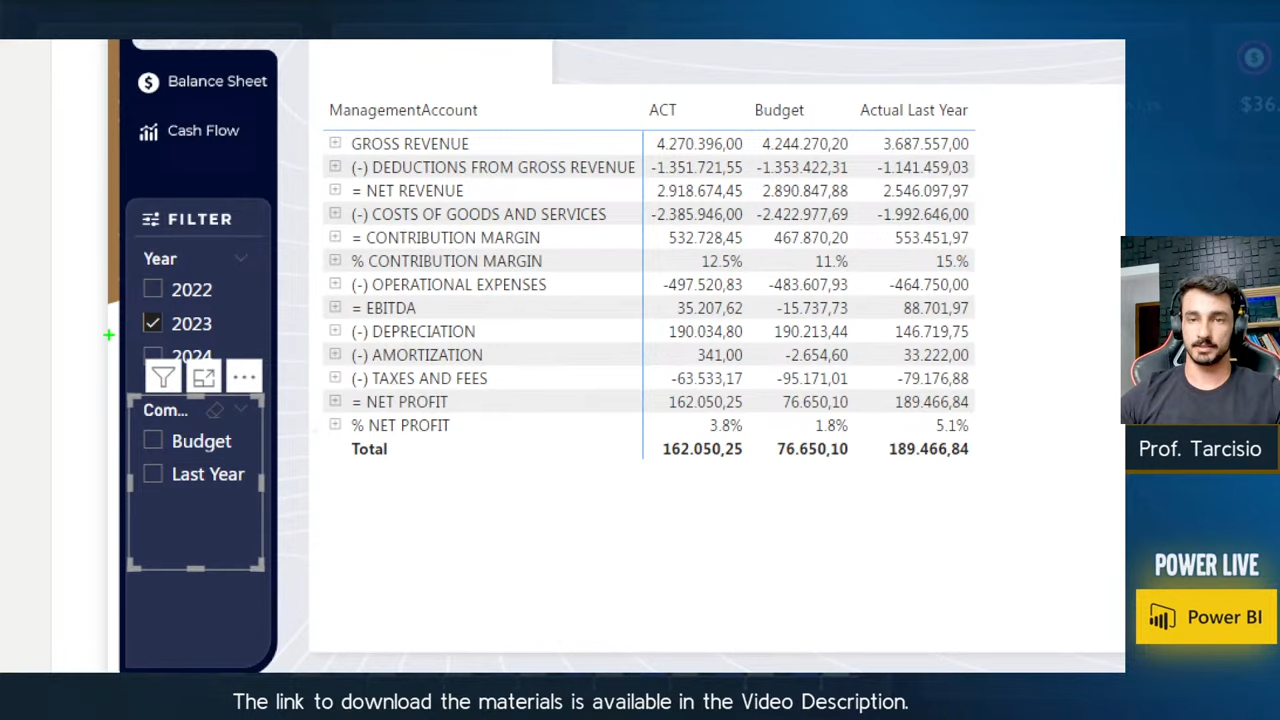 Balance Sheet
Cash Flow
FILTER
Year
2022
2023
2024
Com...
Budget
Last Year
ManagementAccount ACT Budget Actual Last Year
GROSS REVENUE 4.270.396,00 4.244.270,20 3.687.557,00
(-) DEDUCTIONS FROM GROSS REVENUE -1.351.721,55 -1.353.422,31 -1.141.459,03
= NET REVENUE 2.918.674,45 2.890.847,88 2.546.097,97
(-) COSTS OF GOODS AND SERVICES -2.385.946,00 -2.422.977,69 -1.992.646,00
= CONTRIBUTION MARGIN 532.728,45 467.870,20 553.451,97
% CONTRIBUTION MARGIN 12.5% 11.% 15.%
(-) OPERATIONAL EXPENSES -497.520,83 -483.607,93 -464.750,00
= EBITDA 35.207,62 -15.737,73 88.701,97
(-) DEPRECIATION 190.034,80 190.213,44 146.719,75
(-) AMORTIZATION 341,00 -2.654,60 33.222,00
(-) TAXES AND FEES -63.533,17 -95.171,01 -79.176,88
= NET PROFIT 162.050,25 76.650,10 189.466,84
% NET PROFIT 3.8% 1.8% 5.1%
Total 162.050,25 76.650,10 189.466,84
$36.
Prof. Tarcisio
POWER LIVE
Power BI
The link to download the materials is available in the Video Description.